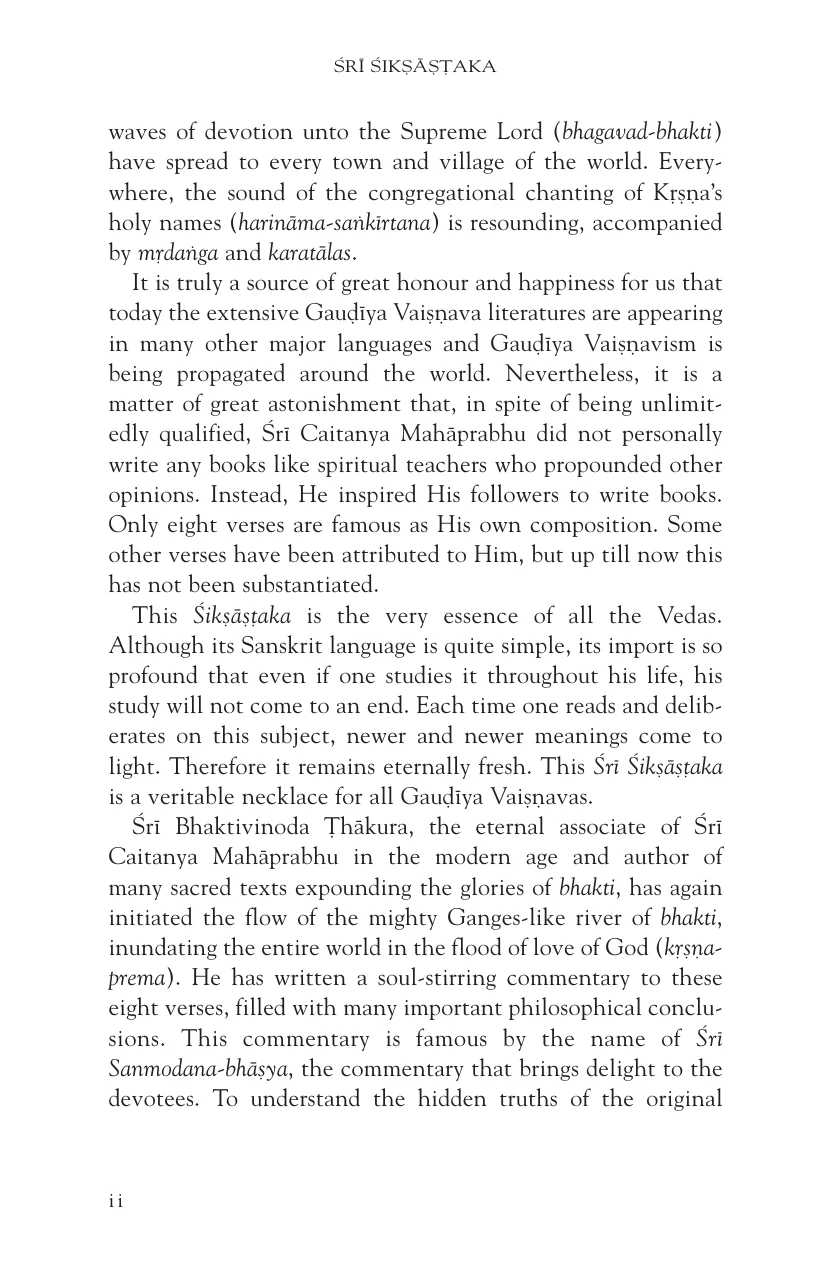 ŚRĪ ŚIKṢĀṢṬAKA
waves of devotion unto the Supreme Lord (bhagavad-bhakti)
have spread to every town and village of the world. Every-
where, the sound of the congregational chanting of Kṛṣṇa’s
holy names (harināma-saṅkīrtana) is resounding, accompanied
by mṛdaṅga and karatālas.
It is truly a source of great honour and happiness for us that
today the extensive Gauḍīya Vaiṣṇava literatures are appearing
in many other major languages and Gauḍīya Vaiṣṇavism is
being propagated around the world. Nevertheless, it is a
matter of great astonishment that, in spite of being unlimit-
edly qualified, Śrī Caitanya Mahāprabhu did not personally
write any books like spiritual teachers who propounded other
opinions. Instead, He inspired His followers to write books.
Only eight verses are famous as His own composition. Some
other verses have been attributed to Him, but up till now this
has not been substantiated.
This Śikṣāṣṭaka is the very essence of all the Vedas.
Although its Sanskrit language is quite simple, its import is so
profound that even if one studies it throughout his life, his
study will not come to an end. Each time one reads and delib-
erates on this subject, newer and newer meanings come to
light. Therefore it remains eternally fresh. This Śrī Śikṣāṣṭaka
is a veritable necklace for all Gauḍīya Vaiṣṇavas.
Śrī Bhaktivinoda Ṭhākura, the eternal associate of Śrī
Caitanya Mahāprabhu in the modern age and author of
many sacred texts expounding the glories of bhakti, has again
initiated the flow of the mighty Ganges-like river of bhakti,
inundating the entire world in the flood of love of God (kṛṣṇa-
prema). He has written a soul-stirring commentary to these
eight verses, filled with many important philosophical conclu-
sions. This commentary is famous by the name of Śrī
Sanmodana-bhāṣya, the commentary that brings delight to the
devotees. To understand the hidden truths of the original
ii